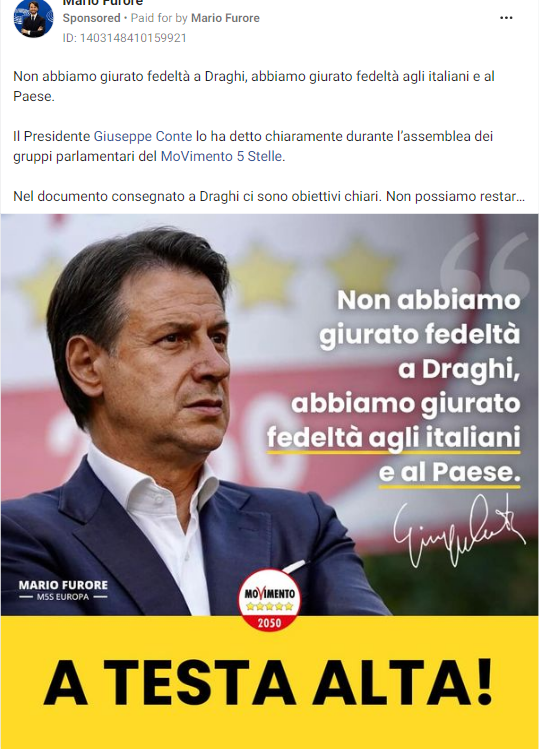 Mario Furore
Sponsored • Paid for by Mario Furore
ID: 1403148410159921
Non abbiamo giurato fedeltà a Draghi, abbiamo giurato fedeltà agli italiani e al
Paese.
Il Presidente Giuseppe Conte lo ha detto chiaramente durante l'assemblea dei
gruppi parlamentari del MoVimento 5 Stelle.
Nel documento consegnato a Draghi ci sono obiettivi chiari. Non possiamo restar...
Non abbiamo
giurato fedeltà
a Draghi,
abbiamo giurato
fedeltà agli italiani
e al Paese.
MARIO FURORE
M5S EUROPA
MOVIMENTO
2050
A TESTA ALTA!